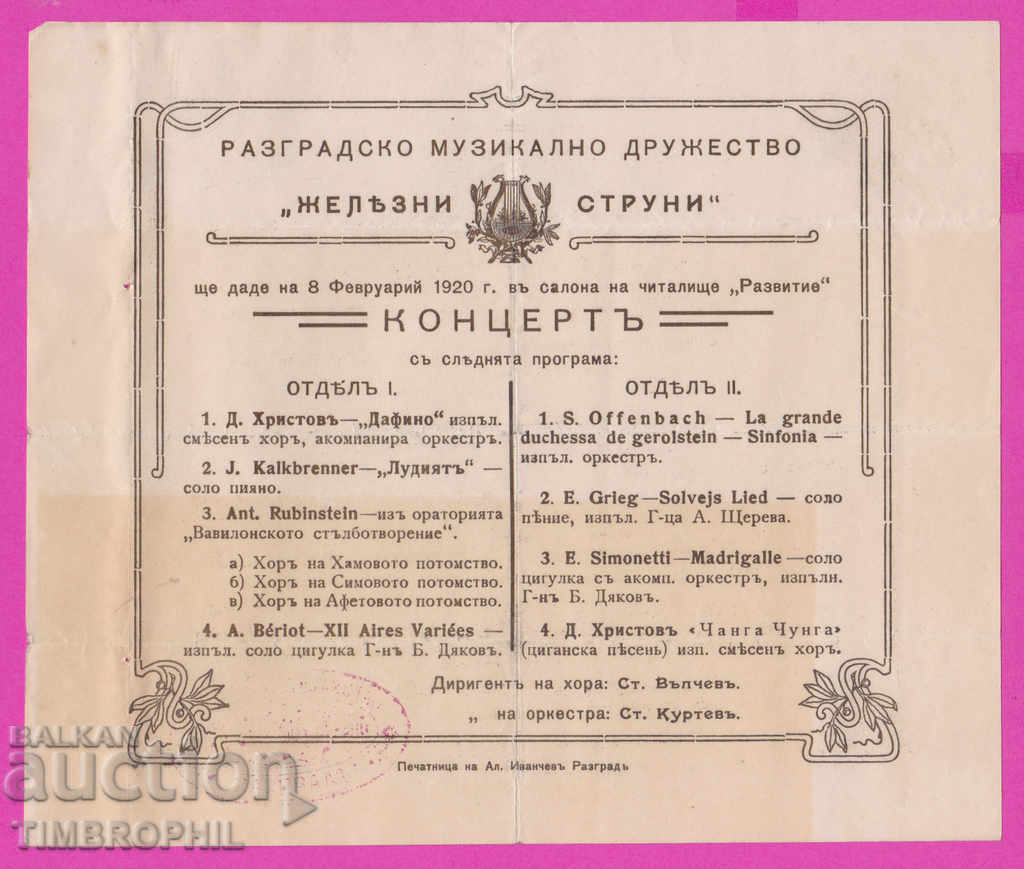 РАЗГРАДСКО МУЗИКАЛНО ДРУЖЕСТВО
„ЖЕЛѢЗНИ СТРУНИ“
ще даде на 8 Февруарий 1920 г. въ салона на читалище „Развитие“
КОНЦЕРТЪ
съ слѣднята програма:
ОТДѢЛЪ I.
1. Д. Христовъ—„Дафино“ изпъл.
смѣсенъ хоръ, акомпанира оркестръ.
2. J. Kalkbrenner—„Лудиятъ“ —
соло пияно.
3. Ant. Rubinstein—изъ ораторията
„Вавилонското стълботворение“.
а) Хоръ на Хамовото потомство.
б) Хоръ на Симовото потомство.
в) Хоръ на Афетовото потомство.
4. A. Bériot—XII Aires Variées —
изпъл. соло цигулка Г-нъ Б. Дяковъ.
ОТДѢЛЪ II.
1. S. Offenbach — La grande
duchessa de gerolstein — Sinfonia —
изпъл. оркестръ.
2. E. Grieg—Solvejs Lied — соло
пѣние, изпъл. Г-ца А. Щерева.
3. E. Simonetti—Madrigalle—соло
цигулка съ акомп. оркестръ, изпълн.
Г-нъ Б. Дяковъ.
4. Д. Христовъ «Чанга Чунга»
(циганска пѣсень) изп. смѣсенъ хоръ.
Диригентъ на хора: Ст. Вълчевъ.
„ на оркестра: Ст. Куртевъ.
Печатница на Ал. Иванчевъ Разградъ
BALKAN
auction
TIMBROPHIL